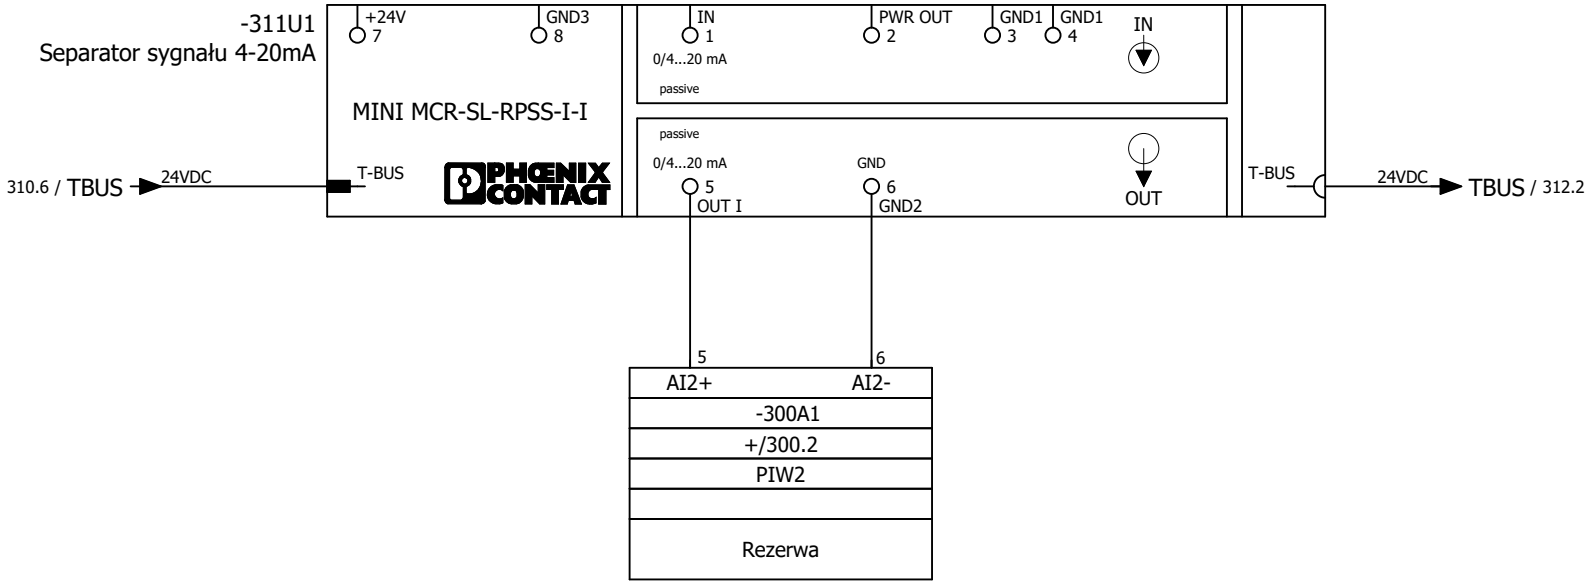 -311U1
Separator sygnału 4-20mA
+24V
7
GND3
8
IN
1
PWR OUT
2
GND1
3
GND1
4
IN
0/4...20 mA
passive
MINI MCR-SL-RPSS-I-I
passive
0/4...20 mA
GND
5
OUT I
6
GND2
OUT
T-BUS
PHŒNIX
CONTACT
T-BUS
310.6 / TBUS
24VDC
24VDC
TBUS / 312.2
5
6
AI2+
AI2-
-300A1
+/300.2
PIW2
Rezerwa